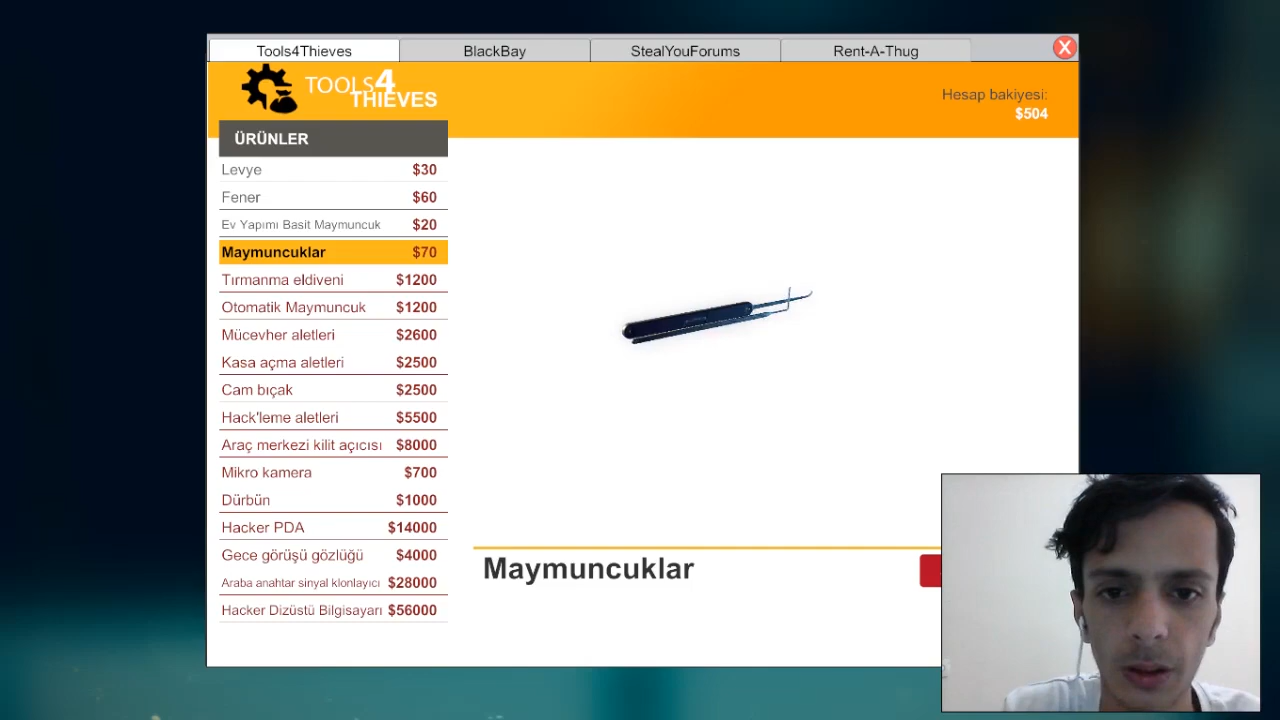 Tools4Thieves
BlackBay
StealYouForums
Rent-A-Thug
X
TOOLS4
THIEVES
Hesap bakiyesi:
$504
ÜRÜNLER
Levye $30
Fener $60
Ev Yapımı Basit Maymuncuk $20
Maymuncuklar $70
Tırmanma eldiveni $1200
Otomatik Maymuncuk $1200
Mücevher aletleri $2600
Kasa açma aletleri $2500
Cam bıçak $2500
Hack'leme aletleri $5500
Araç merkezi kilit açıcısı $8000
Mikro kamera $700
Dürbün $1000
Hacker PDA $14000
Gece görüşü gözlüğü $4000
Araba anahtar sinyal klonlayıcı $28000
Hacker Dizüstü Bilgisayarı $56000
Maymuncuklar